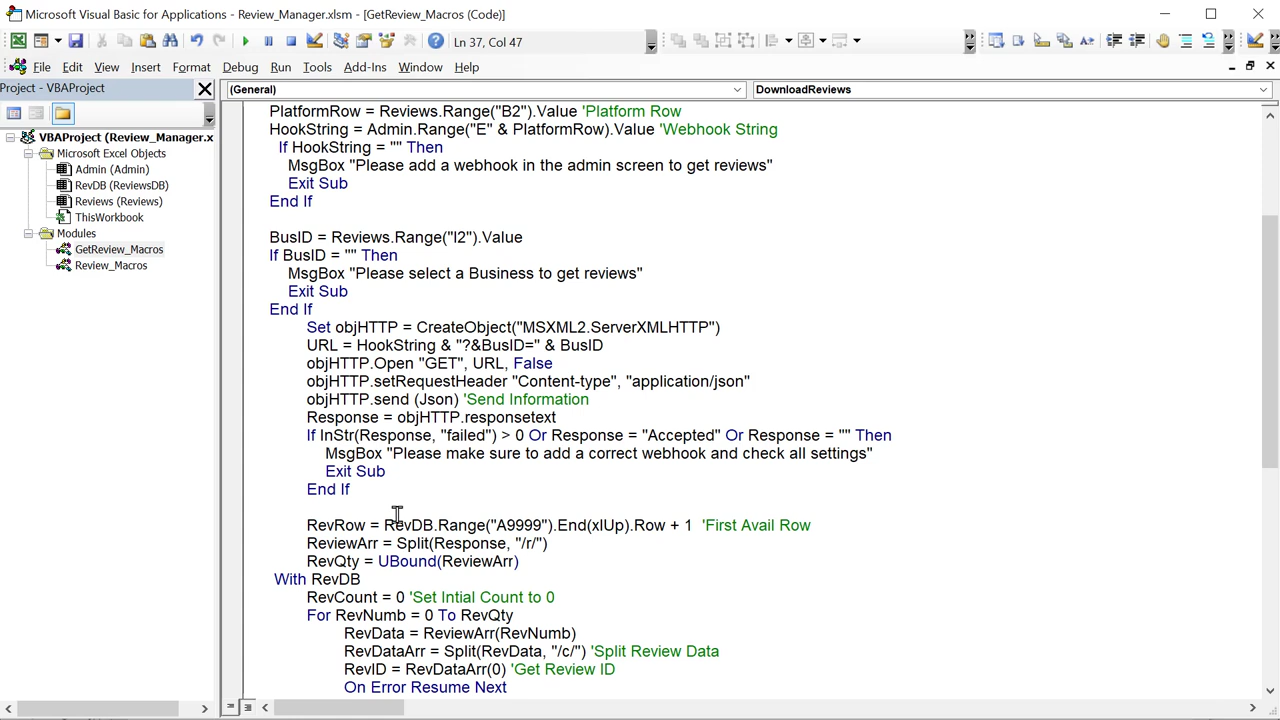 Microsoft Visual Basic for Applications - Review_Manager.xlsm - [GetReview_Macros (Code)]
Ln 37, Col 47
File Edit View Insert Format Debug Run Tools Add-Ins Window Help
Project - VBAProject
(General)
DownloadReviews
VBAProject (Review_Manager.x
Microsoft Excel Objects
Admin (Admin)
RevDB (ReviewsDB)
Reviews (Reviews)
ThisWorkbook
Modules
GetReview_Macros
Review_Macros
PlatformRow = Reviews.Range("B2").Value 'Platform Row
HookString = Admin.Range("E" & PlatformRow).Value 'Webhook String
If HookString = "" Then
MsgBox "Please add a webhook in the admin screen to get reviews"
Exit Sub
End If
BusID = Reviews.Range("I2").Value
If BusID = "" Then
MsgBox "Please select a Business to get reviews"
Exit Sub
End If
Set objHTTP = CreateObject("MSXML2.ServerXMLHTTP")
URL = HookString & "?&BusID=" & BusID
objHTTP.Open "GET", URL, False
objHTTP.setRequestHeader "Content-type", "application/json"
objHTTP.send (Json) 'Send Information
Response = objHTTP.responsetext
If InStr(Response, "failed") > 0 Or Response = "Accepted" Or Response = "" Then
MsgBox "Please make sure to add a correct webhook and check all settings"
Exit Sub
End If
RevRow = RevDB.Range("A9999").End(xlUp).Row + 1 'First Avail Row
ReviewArr = Split(Response, "/r/")
RevQty = UBound(ReviewArr)
With RevDB
RevCount = 0 'Set Intial Count to 0
For RevNumb = 0 To RevQty
RevData = ReviewArr(RevNumb)
RevDataArr = Split(RevData, "/c/") 'Split Review Data
RevID = RevDataArr(0) 'Get Review ID
On Error Resume Next